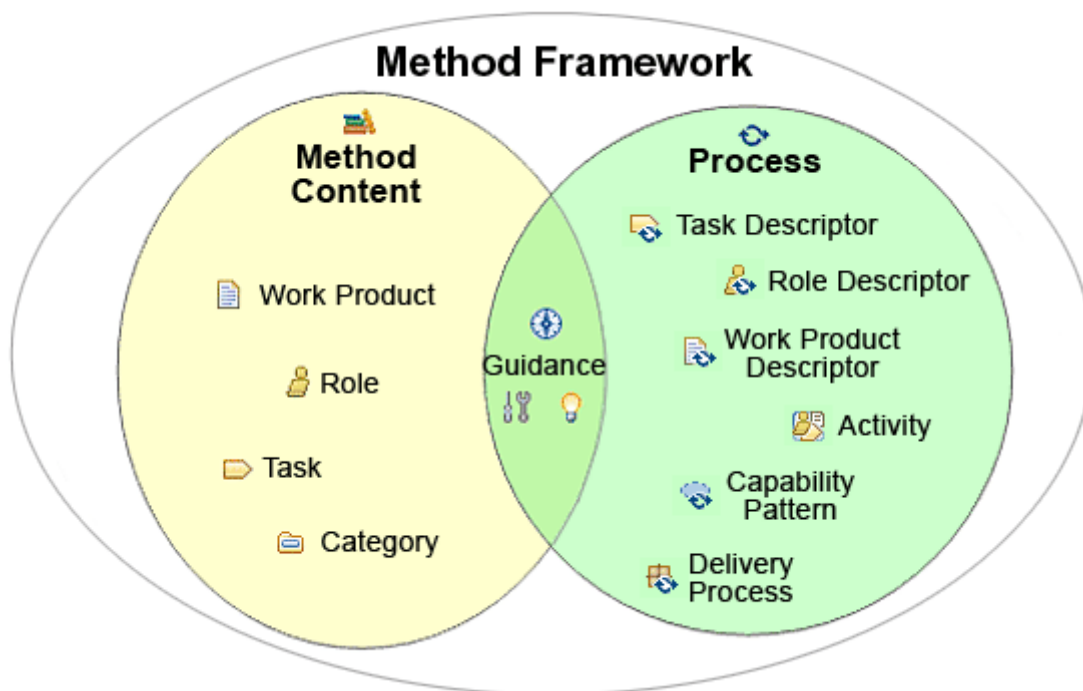 Method Framework
Method
Content
Work Product
Role
Task
Category
Guidance
Process
Task Descriptor
Role Descriptor
Work Product
Descriptor
Activity
Capability
Pattern
Delivery
Process